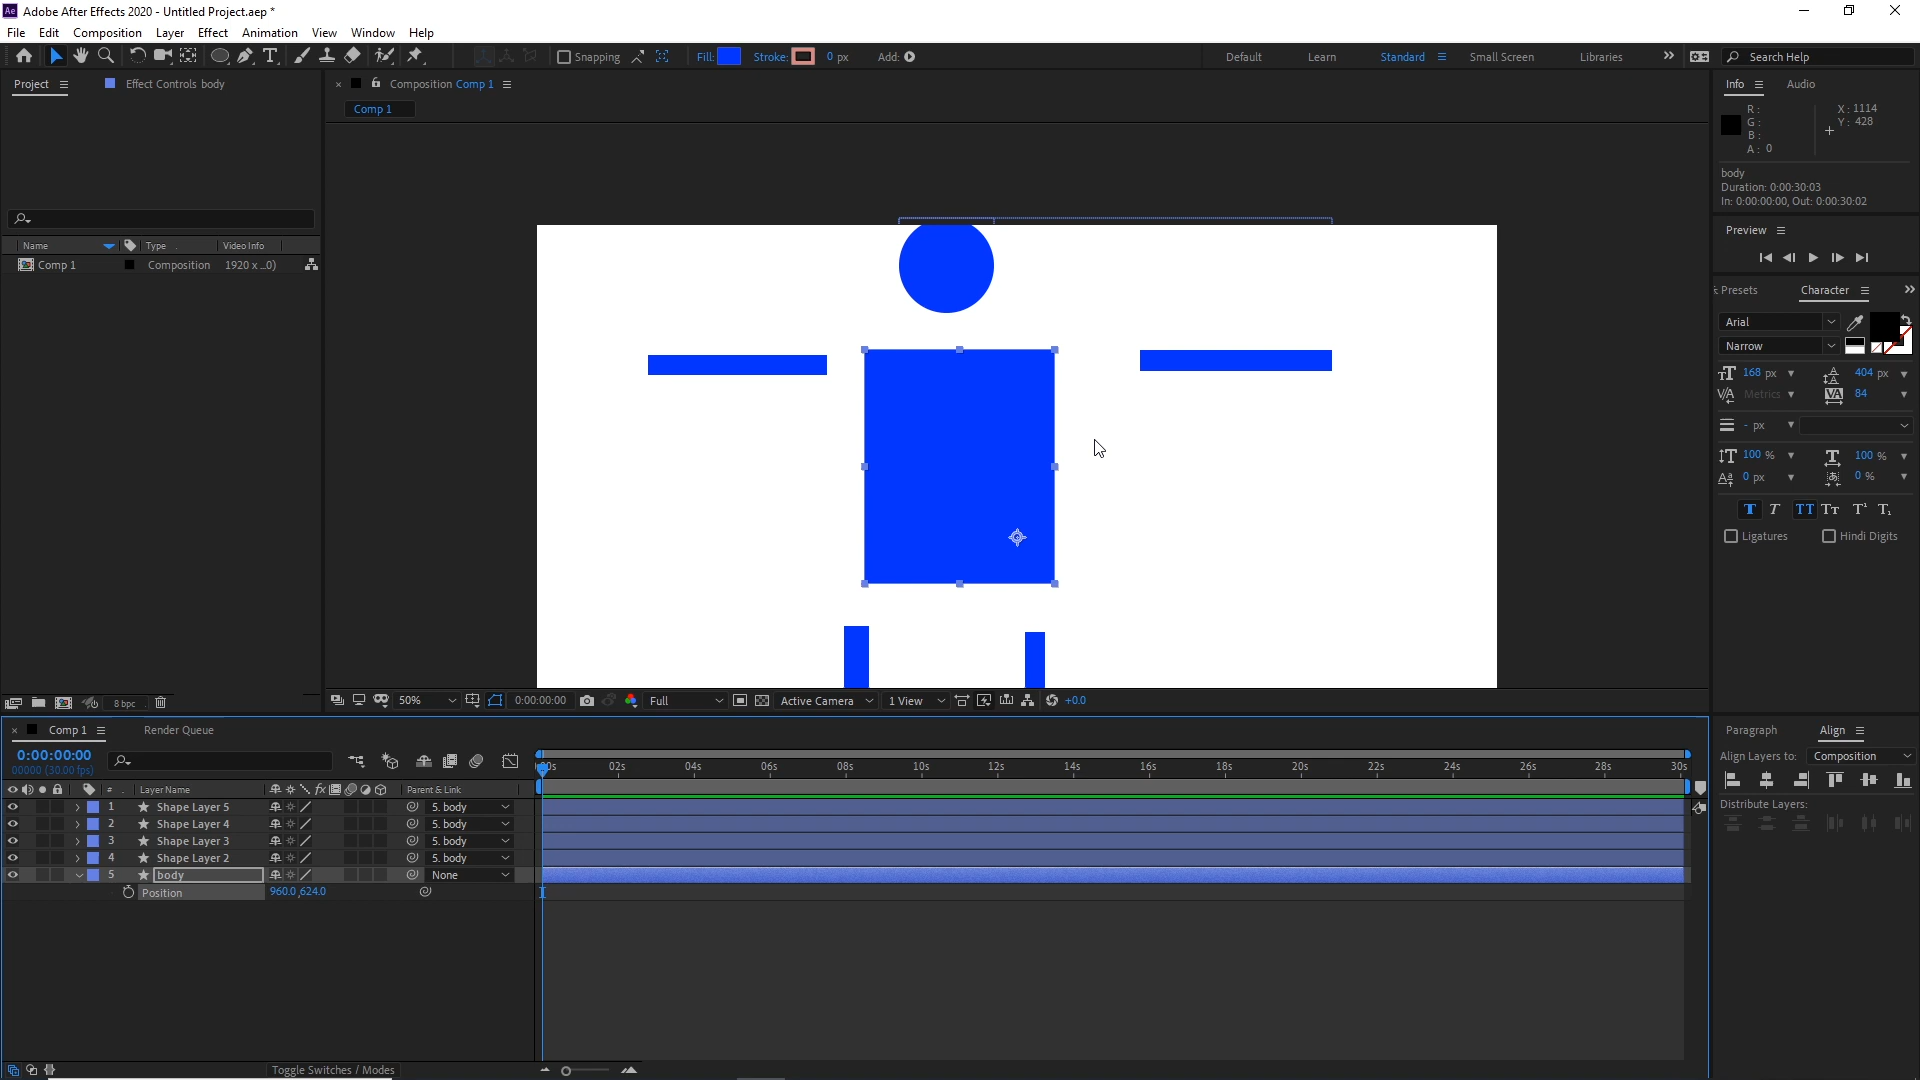 Ae Adobe After Effects 2020 - Untitled Project.aep *
File Edit Composition Layer Effect Animation View Window Help
Snapping Fill: Stroke: 0 px Add: Default Learn Standard Small Screen Libraries Search Help
Project Effect Controls body
Composition Comp 1
Comp 1
Info Audio
R: X: 1114
G: Y: 428
B:
A: 0
body
Duration: 0:00:30:03
In: 0:00:00:00, Out: 0:00:30:02
Preview
Name Type Video Info
Comp 1 Composition 1920 x _0)
Presets Character
Arial
Narrow
168 px 404 px
Metrics 84
- px
100 % 100 %
0 px 0 %
T T TT Tт T¹ T₁
Ligatures Hindi Digits
8 bpc
50% 0:00:00:00 Full Active Camera 1 View +0.0
Comp 1 Render Queue
0:00:00:00
00000 (30.00 fps)
00s 02s 04s 06s 08s 10s 12s 14s 16s 18s 20s 22s 24s 26s 28s 30s
# Layer Name fx Parent & Link
1 Shape Layer 5 5. body
2 Shape Layer 4 5. body
3 Shape Layer 3 5. body
4 Shape Layer 2 5. body
5 body None
Position 960.0,624.0
Toggle Switches / Modes
Paragraph Align
Align Layers to: Composition
Distribute Layers: